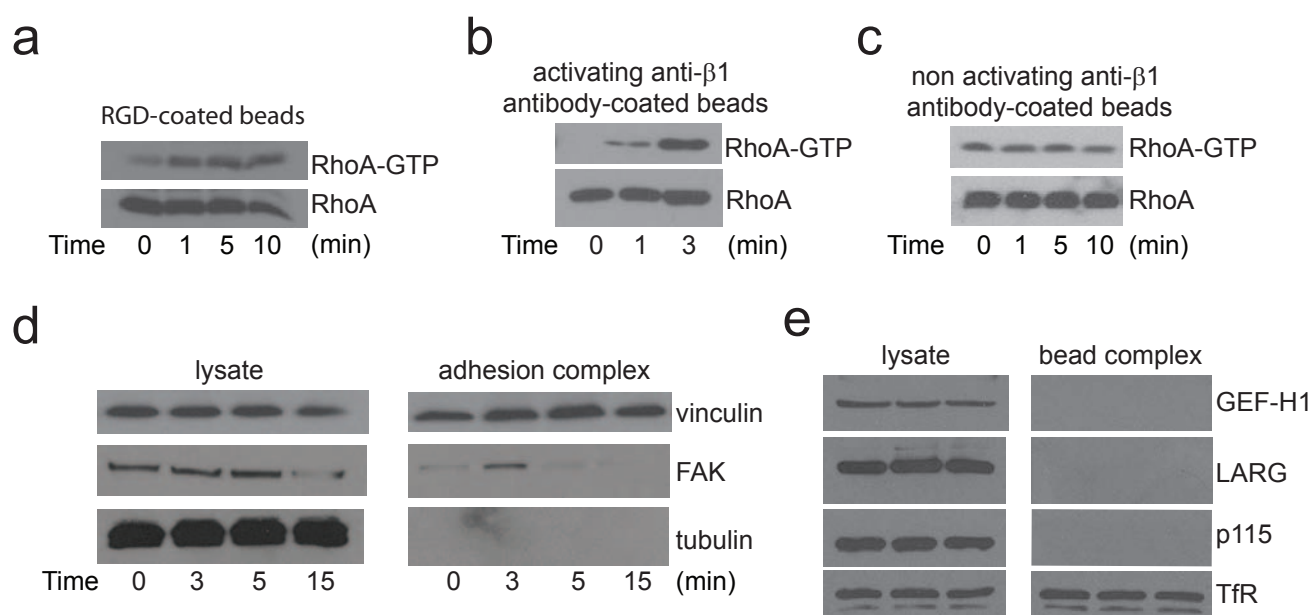 a
RGD-coated beads
RhoA-GTP
RhoA
Time 0 1 5 10 (min)
b
activating anti-β1
antibody-coated beads
RhoA-GTP
RhoA
Time 0 1 3 (min)
c
non activating anti-β1
antibody-coated beads
RhoA-GTP
RhoA
Time 0 1 5 10 (min)
d
lysate adhesion complex
vinculin
FAK
tubulin
Time 0 3 5 15 0 3 5 15 (min)
e
lysate bead complex
GEF-H1
LARG
p115
TfR